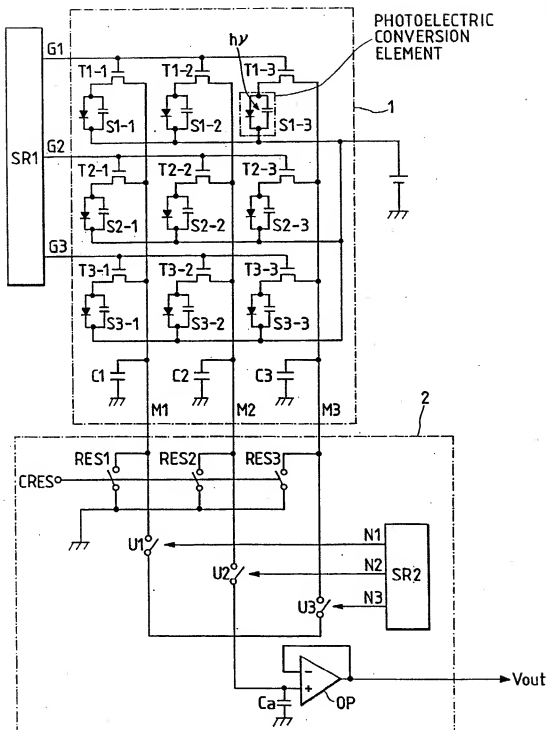 PHOTOELECTRIC
CONVERSION
ELEMENT
hν
G1
T1-1
T1-2
T1-3
1
S1-1
S1-2
S1-3
SR1
G2
T2-1
T2-2
T2-3
S2-1
S2-2
S2-3
G3
T3-1
T3-2
T3-3
S3-1
S3-2
S3-3
C1
C2
C3
M1
M2
M3
2
RES1
RES2
RES3
CRES
U1
N1
U2
N2
SR2
U3
N3
-
+
Vout
Ca
OP